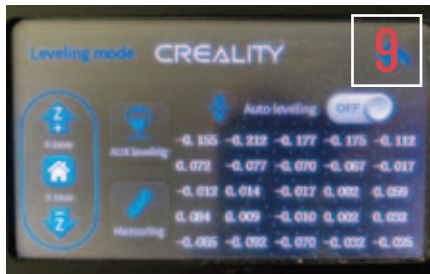 Leveling mode CREALITY 9
Z
+
Auto leveling OFF
0.1mm
AUX leveling
-0.155 -0.212 -0.177 -0.175 -0.112
0.072 -0.077 -0.070 -0.067 -0.017
-0.012 0.014 -0.017 0.002 0.059
0.1mm
0.084 0.009 -0.010 0.002 0.032
Z
Measuring
-0.065 -0.092 -0.070 -0.032 -0.025